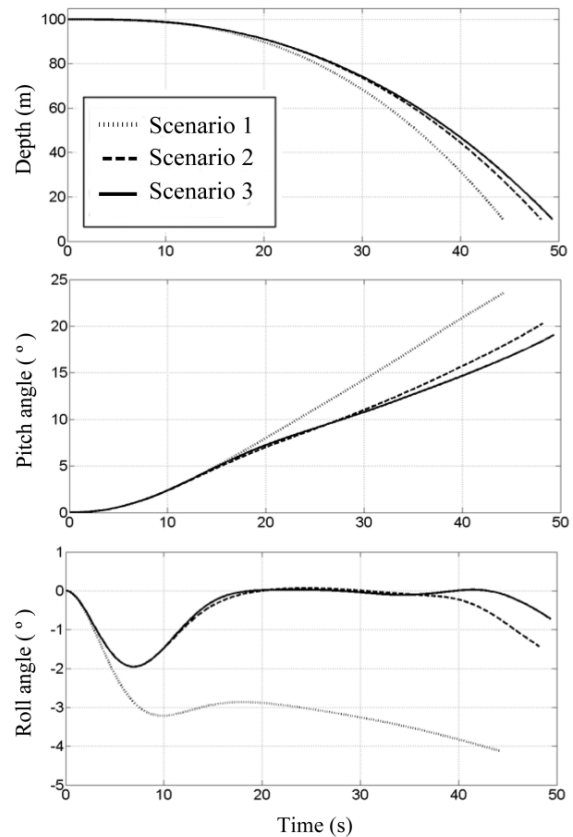 Depth (m)
100
80
60
40
20
0
Scenario 1
Scenario 2
Scenario 3
0 10 20 30 40 50
Pitch angle ( º )
25
20
15
10
5
0
0 10 20 30 40 50
Roll angle ( º )
1
0
-1
-2
-3
-4
-5
0 10 20 30 40 50
Time (s)